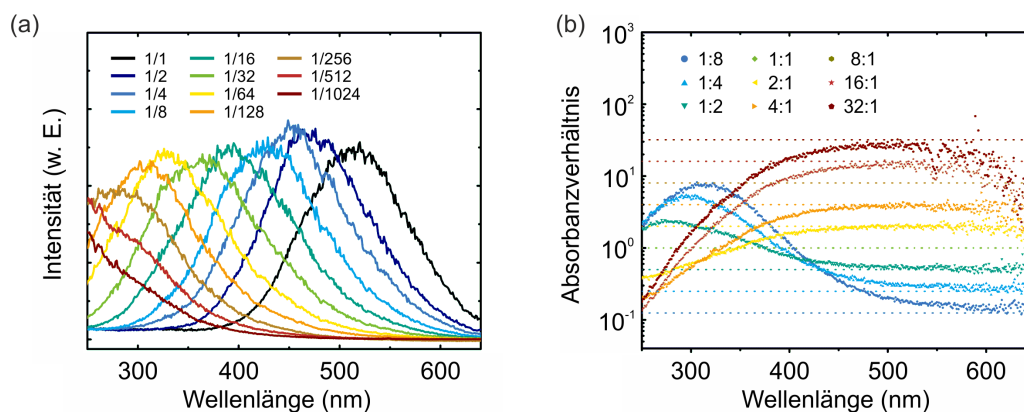 (a)
Intensität (w. E.)
1/1 1/16 1/256
1/2 1/32 1/512
1/4 1/64 1/1024
1/8 1/128
300 400 500 600
Wellenlänge (nm)
(b)
Absorbanzverhältnis
10³
10²
10¹
10⁰
10⁻¹
1:8 1:1 8:1
1:4 2:1 16:1
1:2 4:1 32:1
300 400 500 600
Wellenlänge (nm)